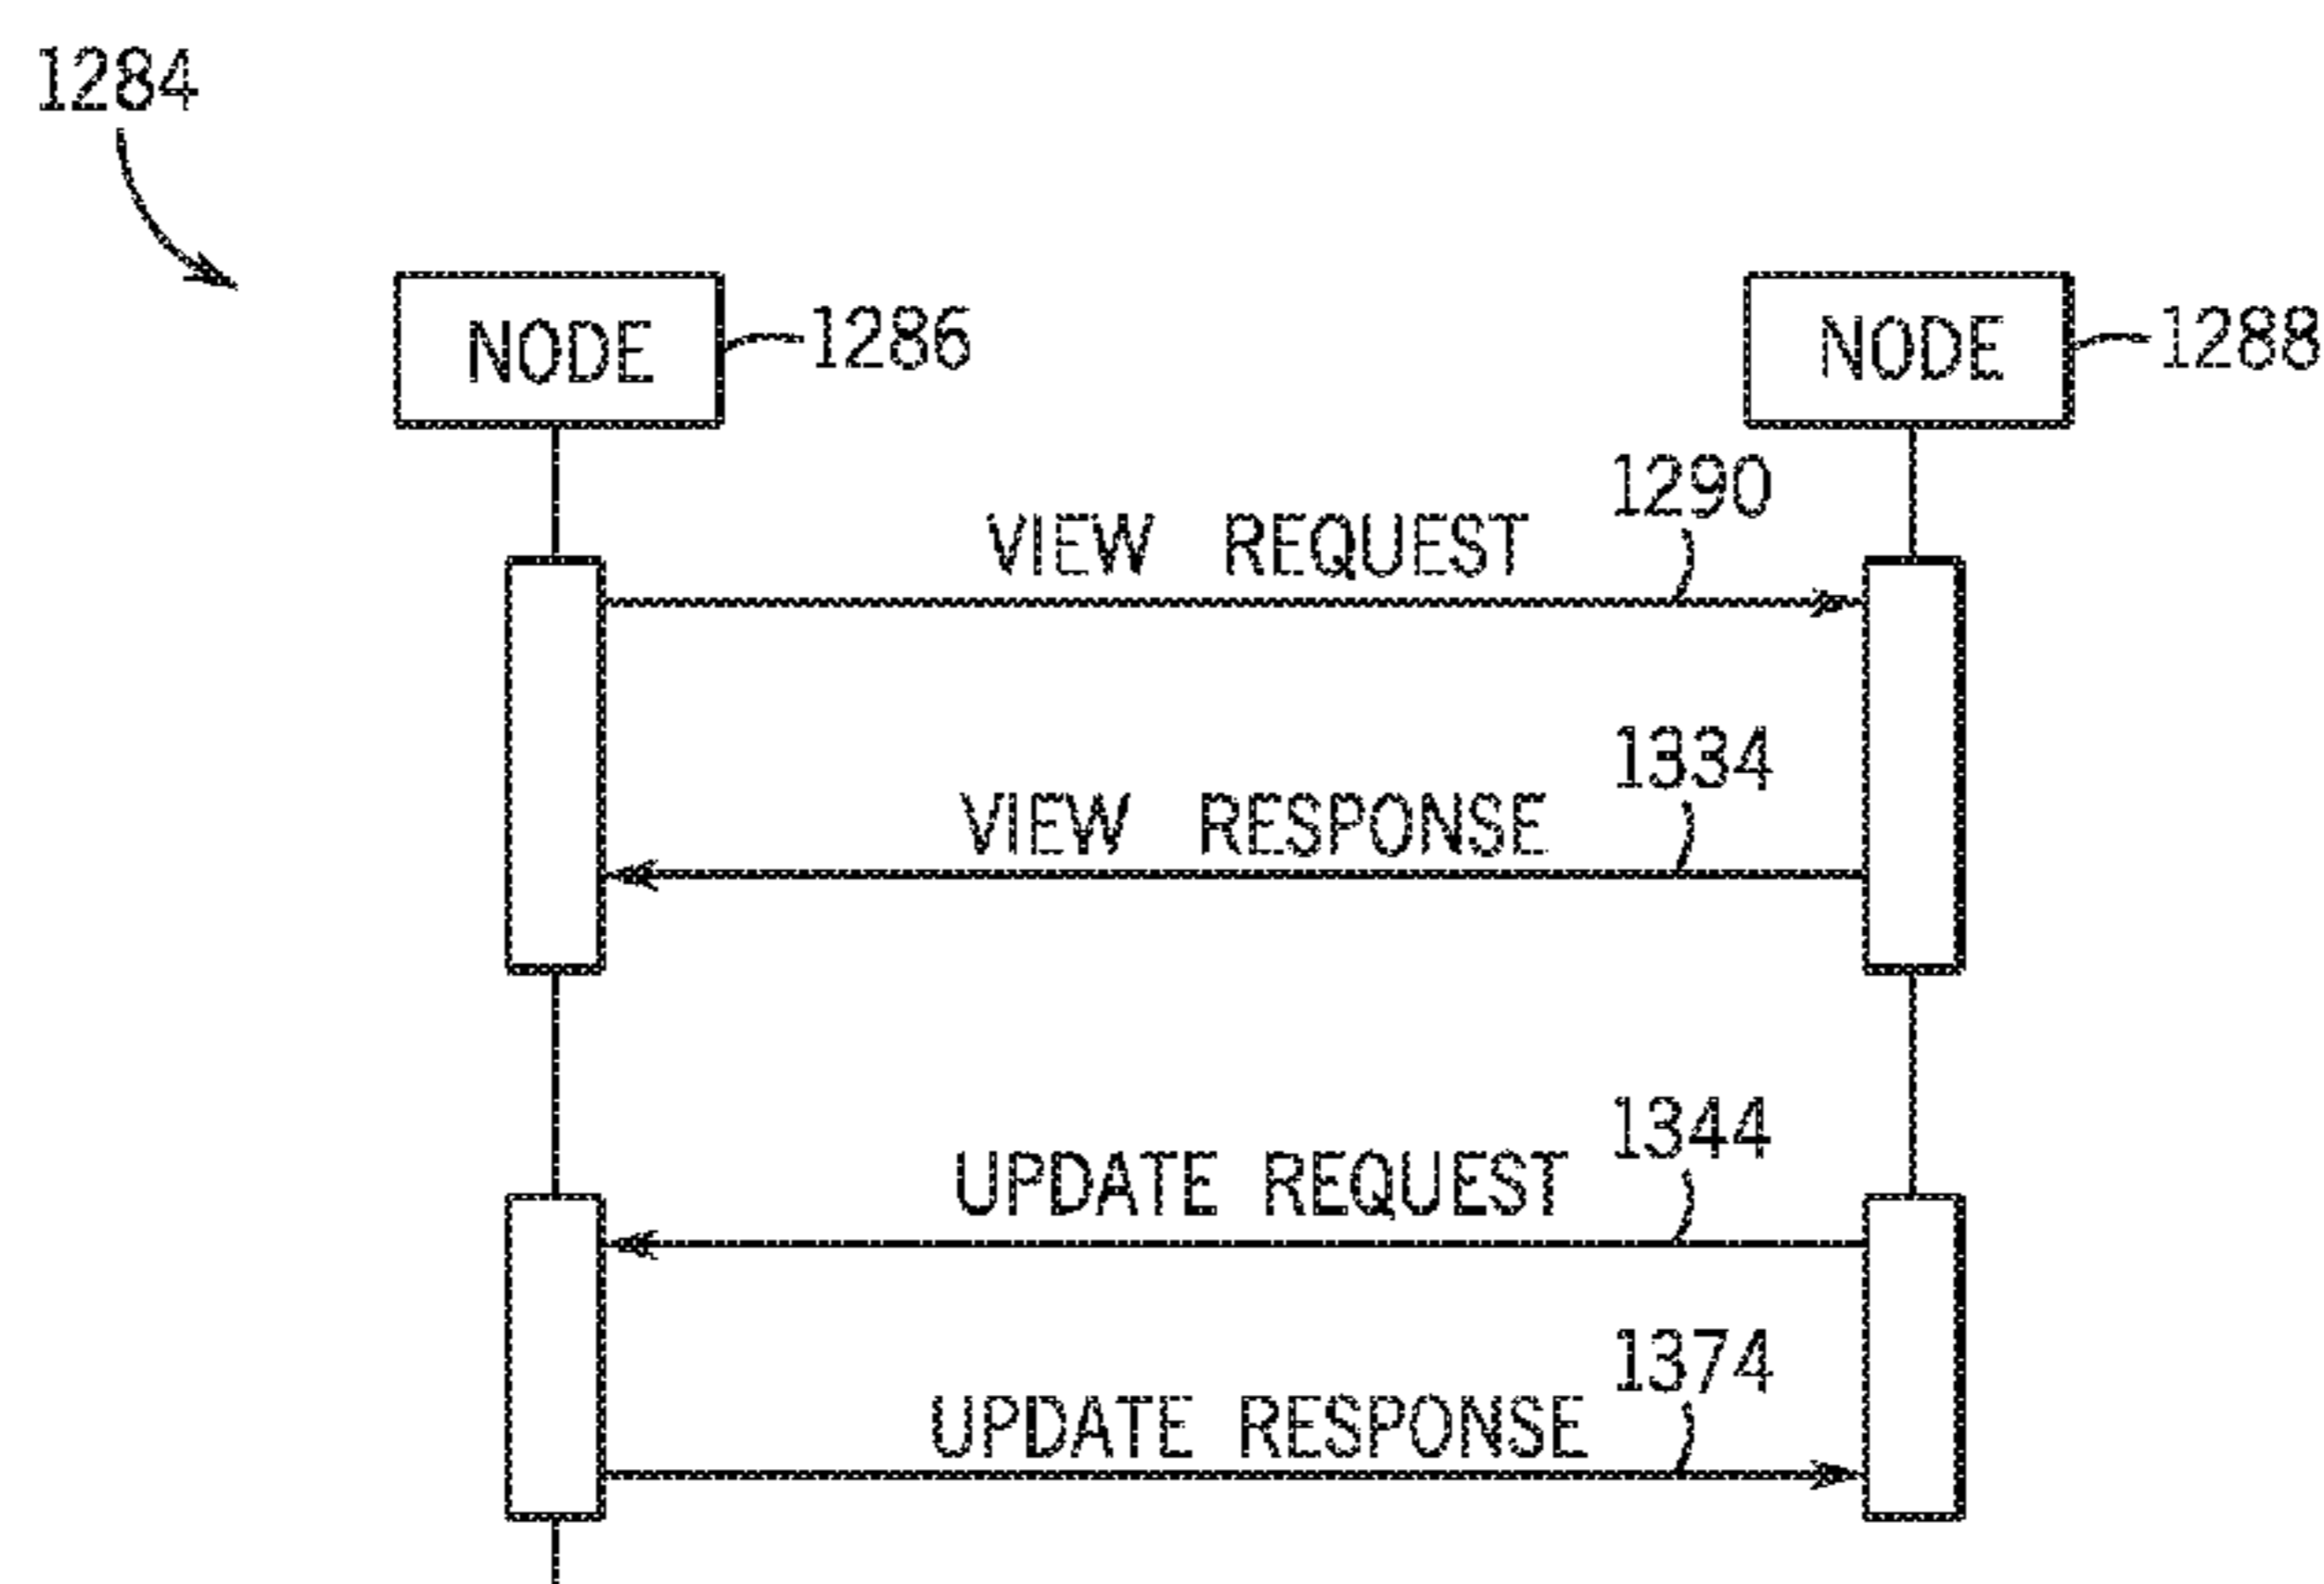 1284
NODE 1286
NODE 1288
1290
VIEW REQUEST
1334
VIEW RESPONSE
1344
UPDATE REQUEST
1374
UPDATE RESPONSE